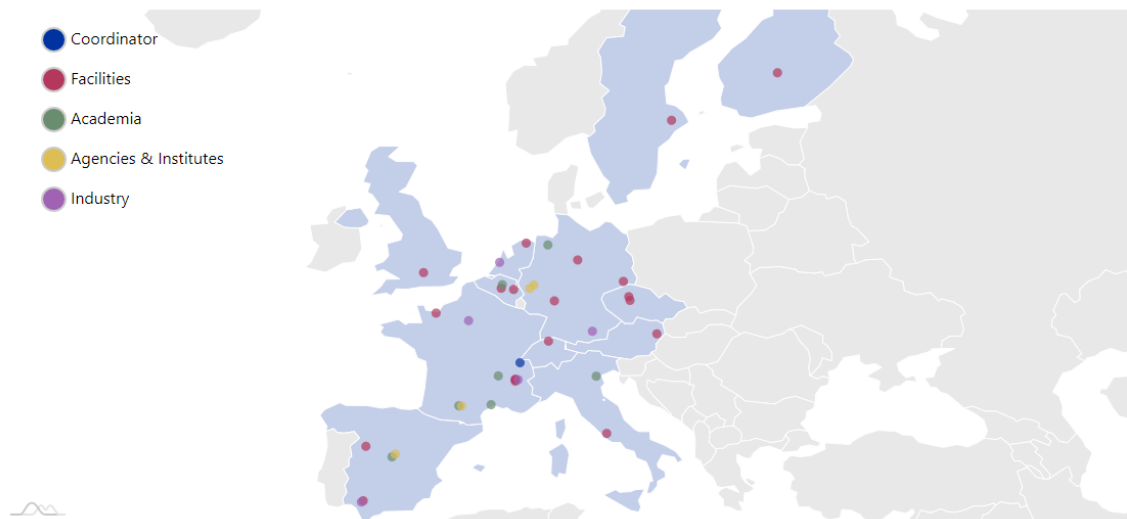 Coordinator
Facilities
Academia
Agencies & Institutes
Industry